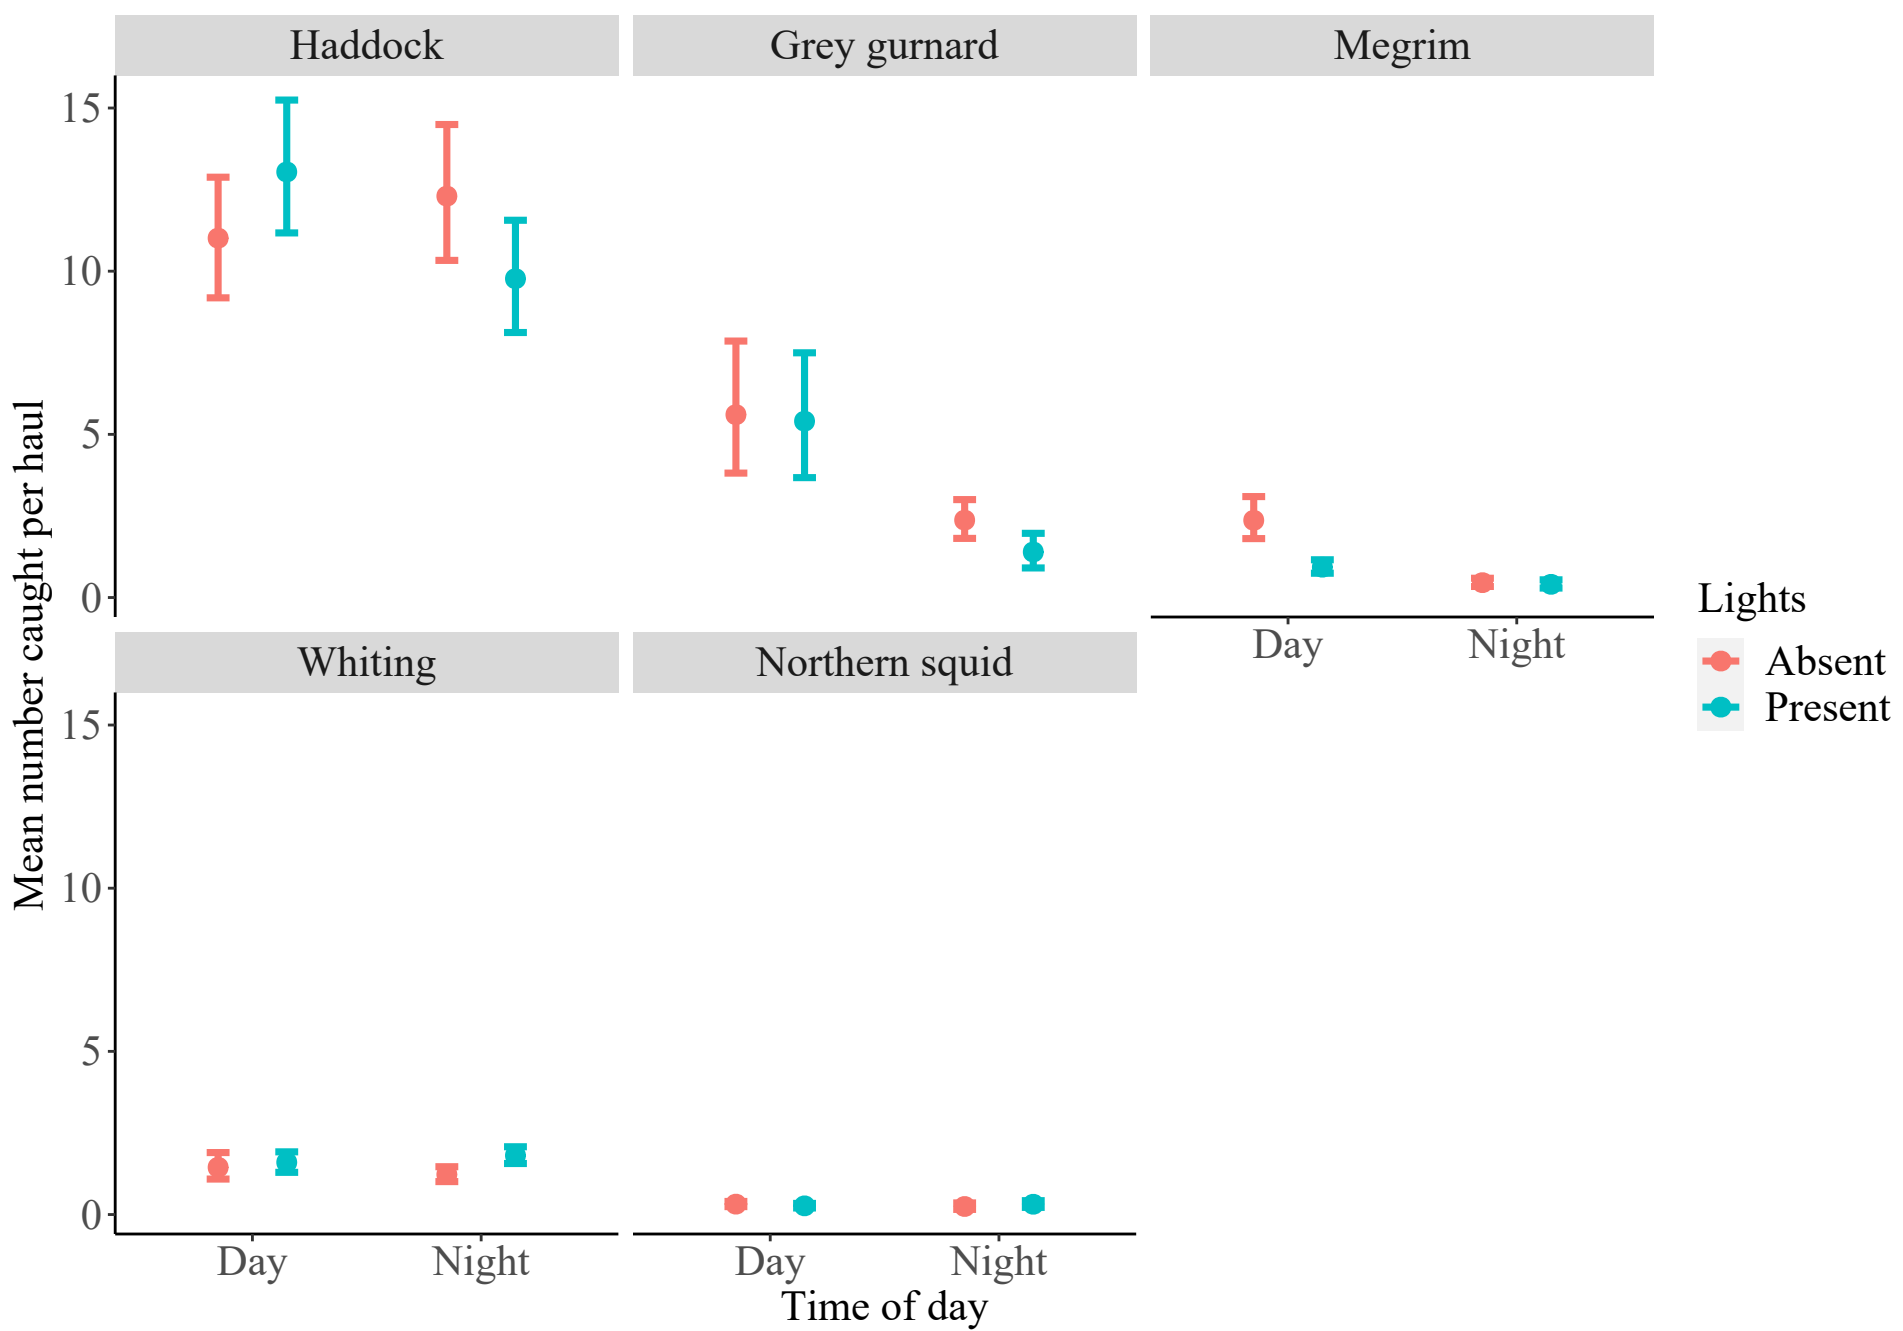 Haddock
Grey gurnard
Megrim
15
10
5
0
Day
Night
Whiting
Northern squid
15
10
5
0
Day
Night
Day
Night
Mean number caught per haul
Time of day
Lights
Absent
Present